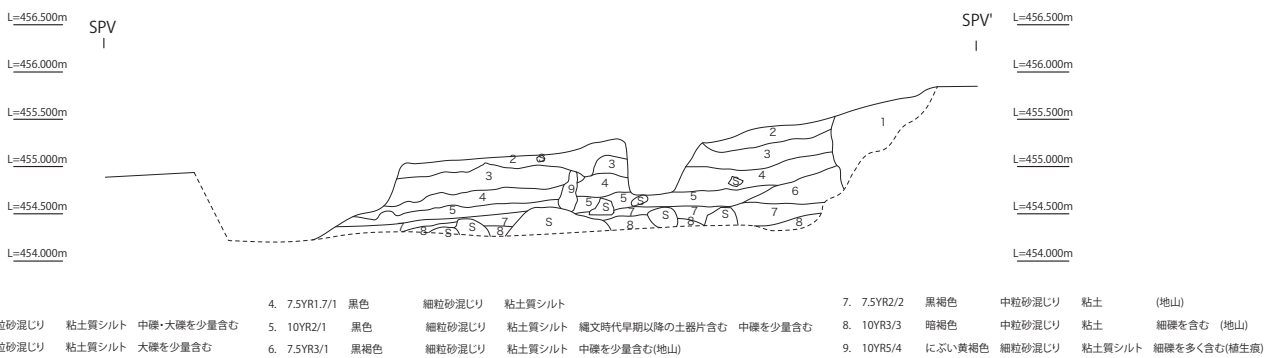 L=456.500m
SPV
SPV'
L=456.500m
L=456.000m
L=456.000m
L=455.500m
1
L=455.500m
2
2
S
3
3
L=455.000m
3
4
S
L=455.000m
4
9
4
5
6
5
5
S
S
L=454.500m
5
7
7
S
S
7
L=454.500m
7
8
S
S
8
S
8
8
8
L=454.000m
L=454.000m
4. 7.5YR1.7/1 黒色 細粒砂混じり 粘土質シルト
7. 7.5YR2/2 黒褐色 中粒砂混じり 粘土 (地山)
粒砂混じり 粘土質シルト 中礫・大礫を少量含む
5. 10YR2/1 黒色 細粒砂混じり 粘土質シルト 縄文時代早期以降の土器片含む 中礫を少量含む
8. 10YR3/3 暗褐色 中粒砂混じり 粘土 細礫を含む (地山)
粒砂混じり 粘土質シルト 大礫を少量含む
6. 7.5YR3/1 黒褐色 細粒砂混じり 粘土質シルト 中礫を少量含む(地山)
9. 10YR5/4 にぶい黄褐色 細粒砂混じり 粘土質シルト 細礫を多く含む(植生痕)